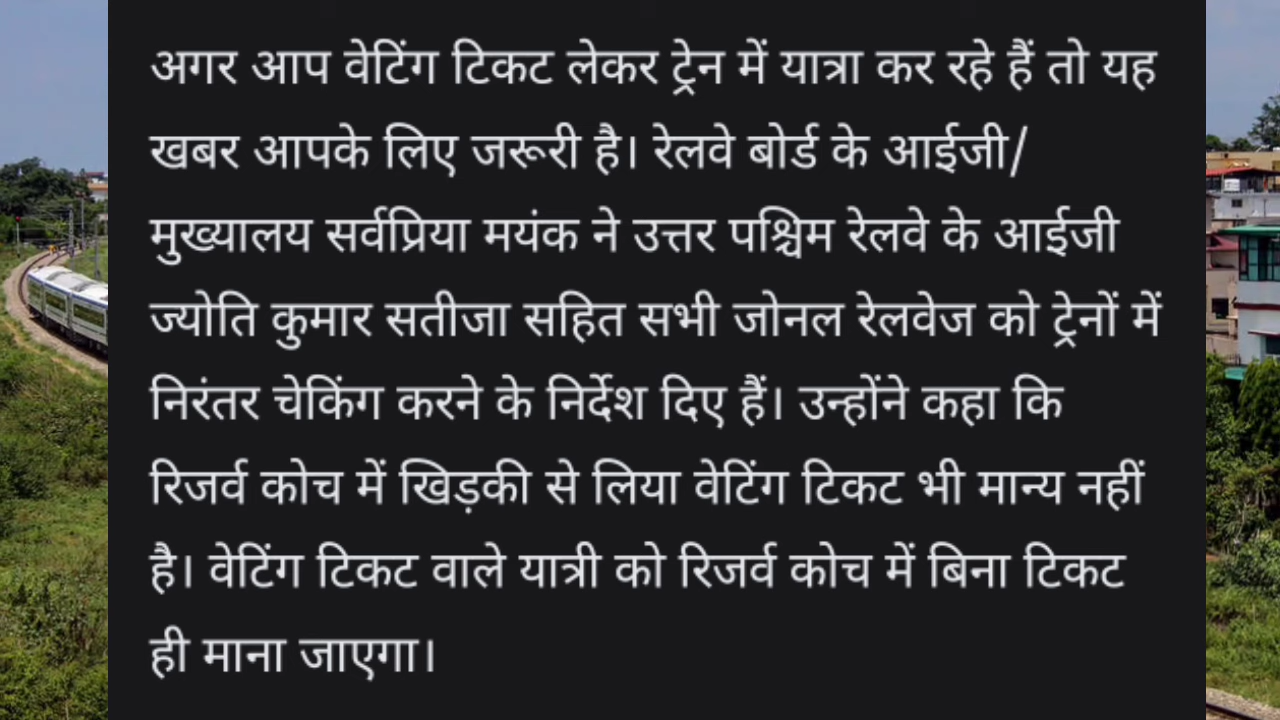 अगर आप वेटिंग टिकट लेकर ट्रेन में यात्रा कर रहे हैं तो यह
खबर आपके लिए जरूरी है। रेलवे बोर्ड के आईजी/
मुख्यालय सर्वप्रिया मयंक ने उत्तर पश्चिम रेलवे के आईजी
ज्योति कुमार सतीजा सहित सभी जोनल रेलवेज को ट्रेनों में
निरंतर चेकिंग करने के निर्देश दिए हैं। उन्होंने कहा कि
रिजर्व कोच में खिड़की से लिया वेटिंग टिकट भी मान्य नहीं
है। वेटिंग टिकट वाले यात्री को रिजर्व कोच में बिना टिकट
ही माना जाएगा।